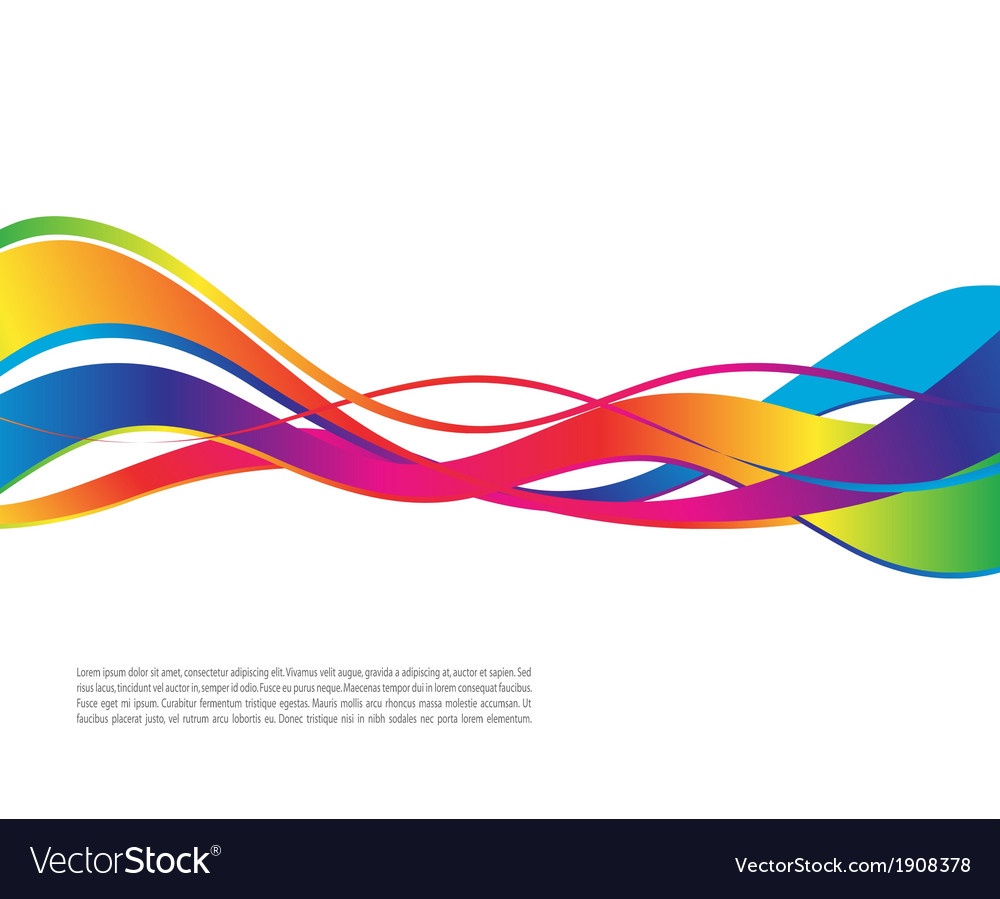 Lorem ipsum dolor sit amet, consectetur adipiscing elit. Vivamus velit augue, gravida a adipiscing at, auctor et sapien. Sed
risus lacus, tincidunt vel auctor in, semper id odio. Fusce eu purus neque. Maecenas tempor dui in lorem consequat faucibus.
Fusce eget mi ipsum. Curabitur fermentum tristique egestas. Mauris mollis arcu rhoncus massa molestie accumsan. Ut
faucibus placerat justo, vel rutrum arcu lobortis eu. Donec tristique nisi in nibh sodales nec porta lorem elementum.
VectorStock®
VectorStock.com/1908378